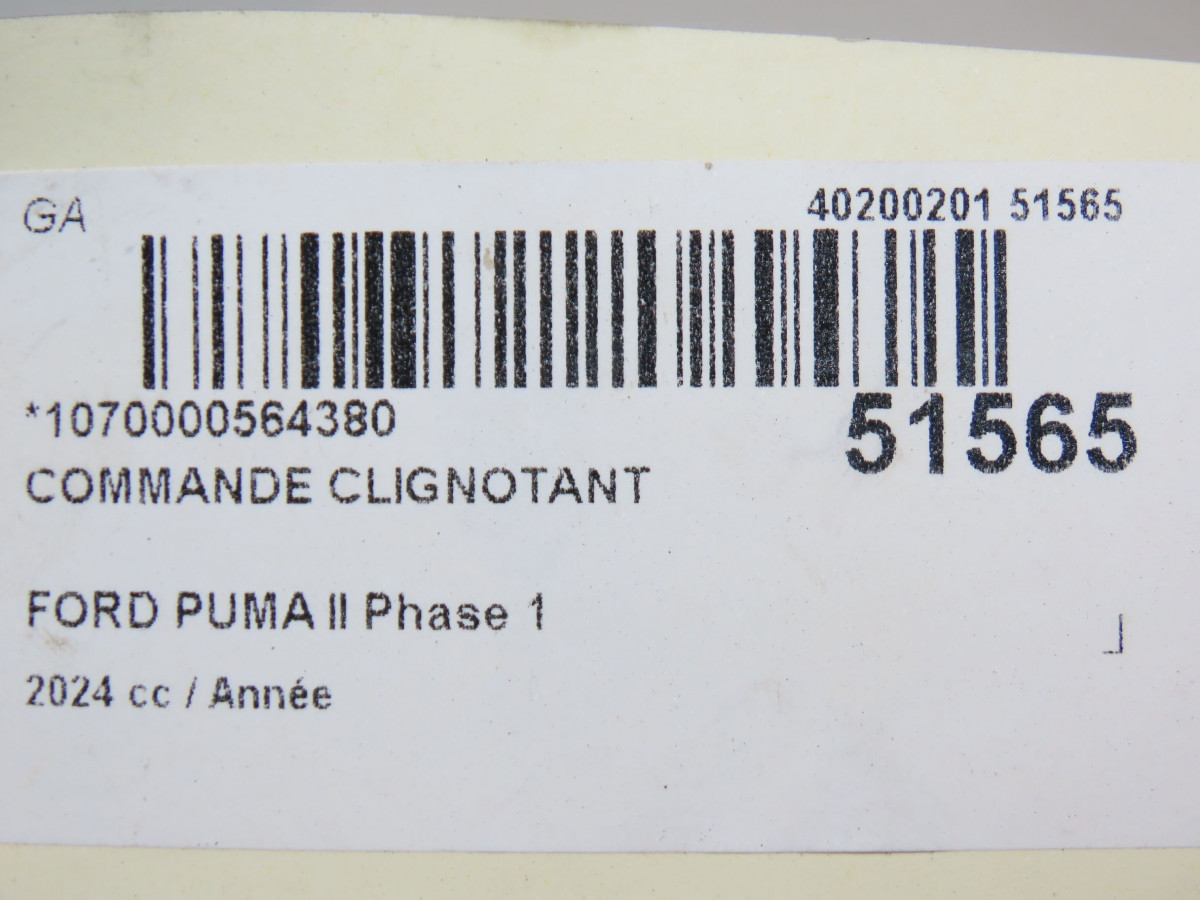 GA
40200201 51565
*1070000564380
51565
COMMANDE CLIGNOTANT
FORD PUMA II Phase 1
2024 cc / Année